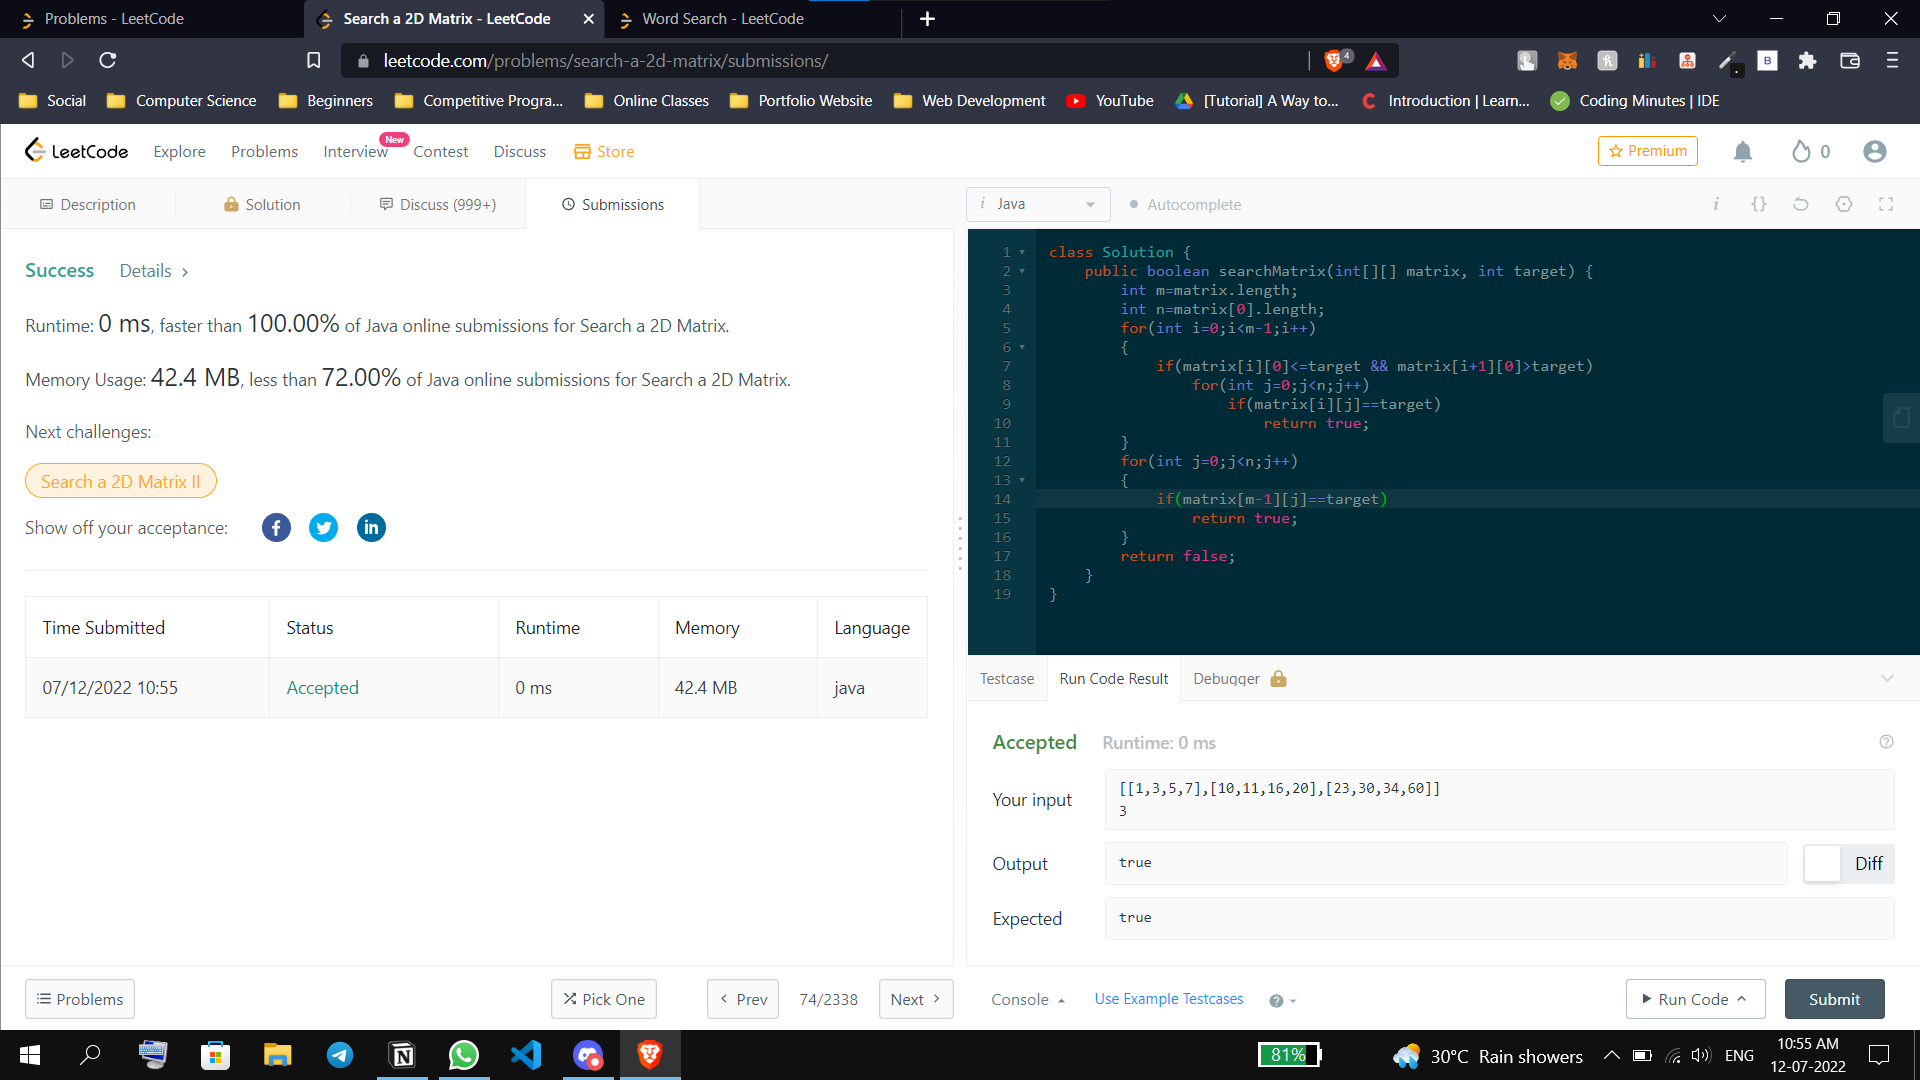 Problems - LeetCode
Search a 2D Matrix - LeetCode
Word Search - LeetCode
leetcode.com/problems/search-a-2d-matrix/submissions/
4
Social
Computer Science
Beginners
Competitive Progra...
Online Classes
Portfolio Website
Web Development
YouTube
[Tutorial] A Way to...
Introduction | Learn...
Coding Minutes | IDE
LeetCode
Explore
Problems
Interview
New
Contest
Discuss
Store
Premium
0
Description
Solution
Discuss (999+)
Submissions
i Java
Autocomplete
Success
Details
Runtime: 0 ms, faster than 100.00% of Java online submissions for Search a 2D Matrix.
Memory Usage: 42.4 MB, less than 72.00% of Java online submissions for Search a 2D Matrix.
Next challenges:
Search a 2D Matrix II
Show off your acceptance:
Time Submitted Status Runtime Memory Language
07/12/2022 10:55 Accepted 0 ms 42.4 MB java
1 class Solution {
2 public boolean searchMatrix(int[][] matrix, int target) {
3 int m=matrix.length;
4 int n=matrix[0].length;
5 for(int i=0;i<m-1;i++)
6 {
7 if(matrix[i][0]<=target && matrix[i+1][0]>target)
8 for(int j=0;j<n;j++)
9 if(matrix[i][j]==target)
10 return true;
11 }
12 for(int j=0;j<n;j++)
13 {
14 if(matrix[m-1][j]==target)
15 return true;
16 }
17 return false;
18 }
19 }
Testcase
Run Code Result
Debugger
Accepted
Runtime: 0 ms
Your input
[[1,3,5,7],[10,11,16,20],[23,30,34,60]]
3
Output
true
Diff
Expected
true
Problems
Pick One
Prev
74/2338
Next
Console
Use Example Testcases
Run Code
Submit
81%
30°C Rain showers
ENG
10:55 AM
12-07-2022